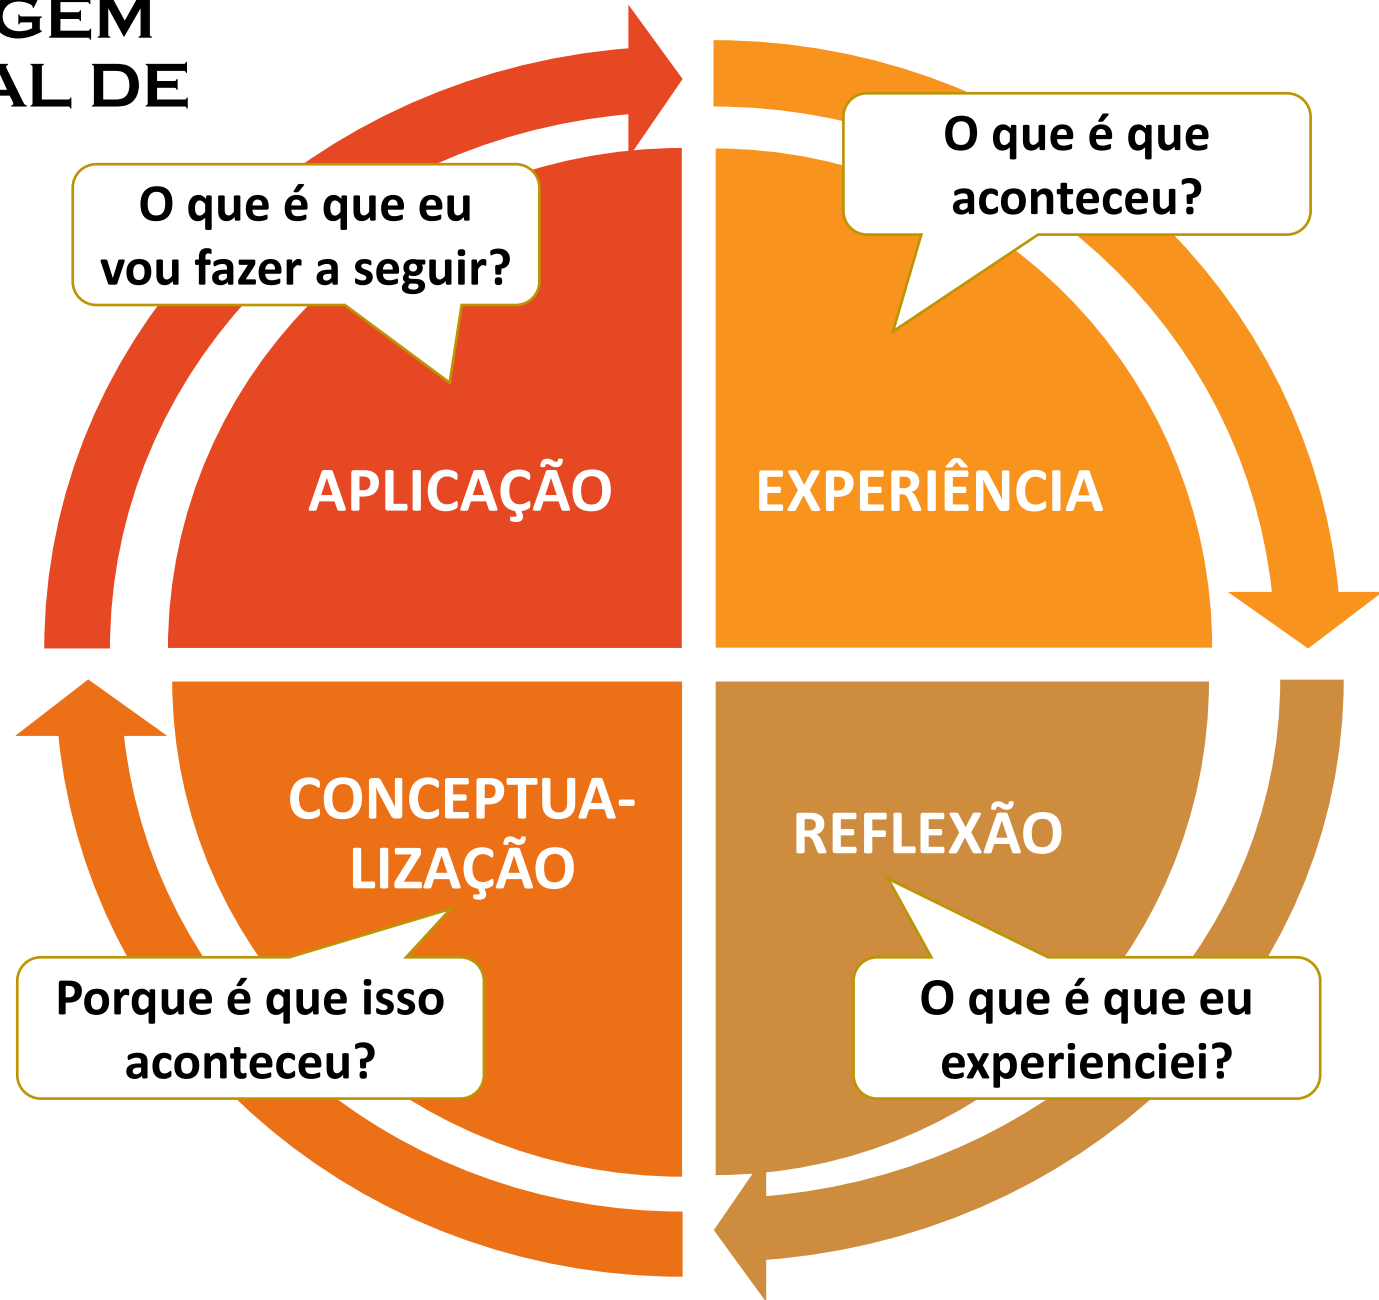 GEM
AL DE
O que é que eu
vou fazer a seguir?
O que é que
aconteceu?
APLICAÇÃO
EXPERIÊNCIA
CONCEPTUA-
LIZAÇÃO
REFLEXÃO
Porque é que isso
aconteceu?
O que é que eu
experienciei?